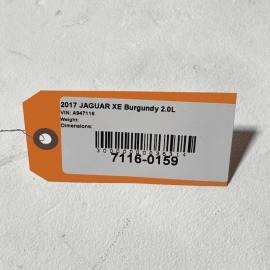 2017 JAGUAR XE Burgundy 2.0L
VIN: A947116
Weight:
Dimensions:
7116-0159